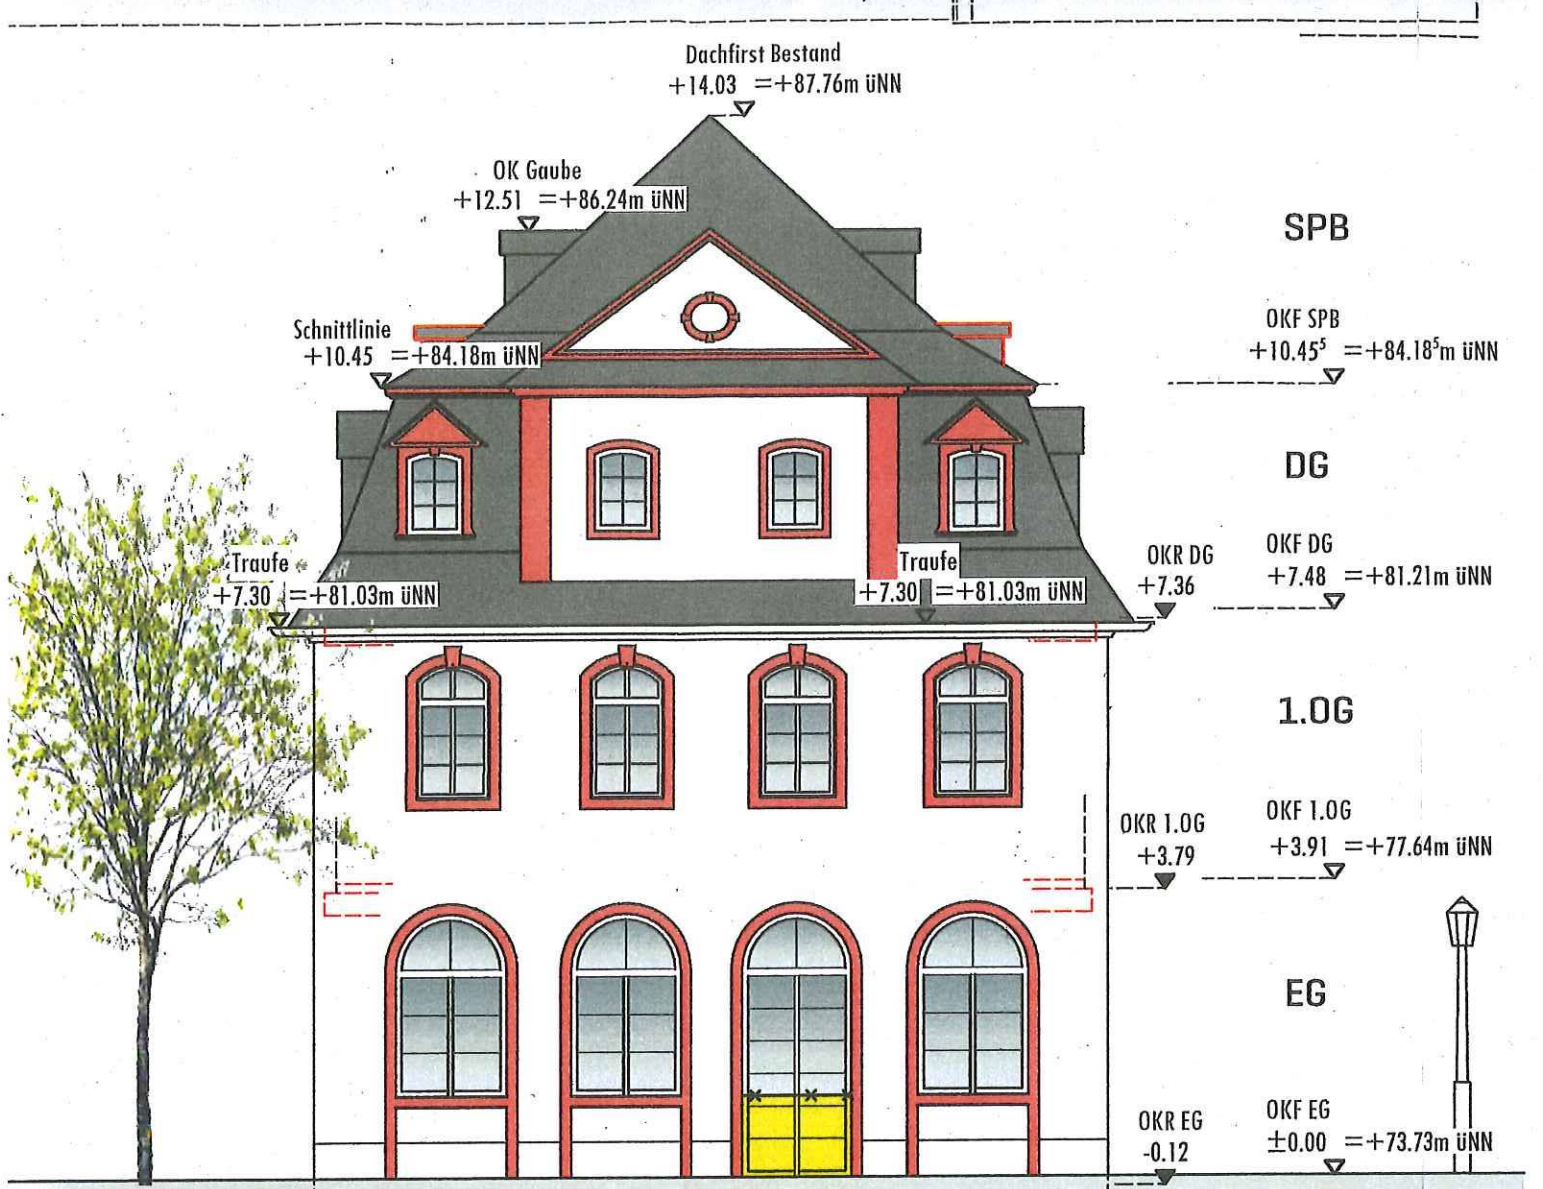 Dachfirst Bestand
+14.03 =+87.76m üNN
OK Gaube
+12.51 =+86.24m üNN
SPB
Schnittlinie
+10.45 =+84.18m üNN
OKF SPB
+10.45⁵ =+84.18⁵m üNN
DG
Traufe
+7.30 =+81.03m üNN
Traufe
+7.30 =+81.03m üNN
OKR DG
+7.36
OKF DG
+7.48 =+81.21m üNN
1.OG
OKR 1.OG
+3.79
OKF 1.OG
+3.91 =+77.64m üNN
EG
OKR EG
-0.12
OKF EG
±0.00 =+73.73m üNN